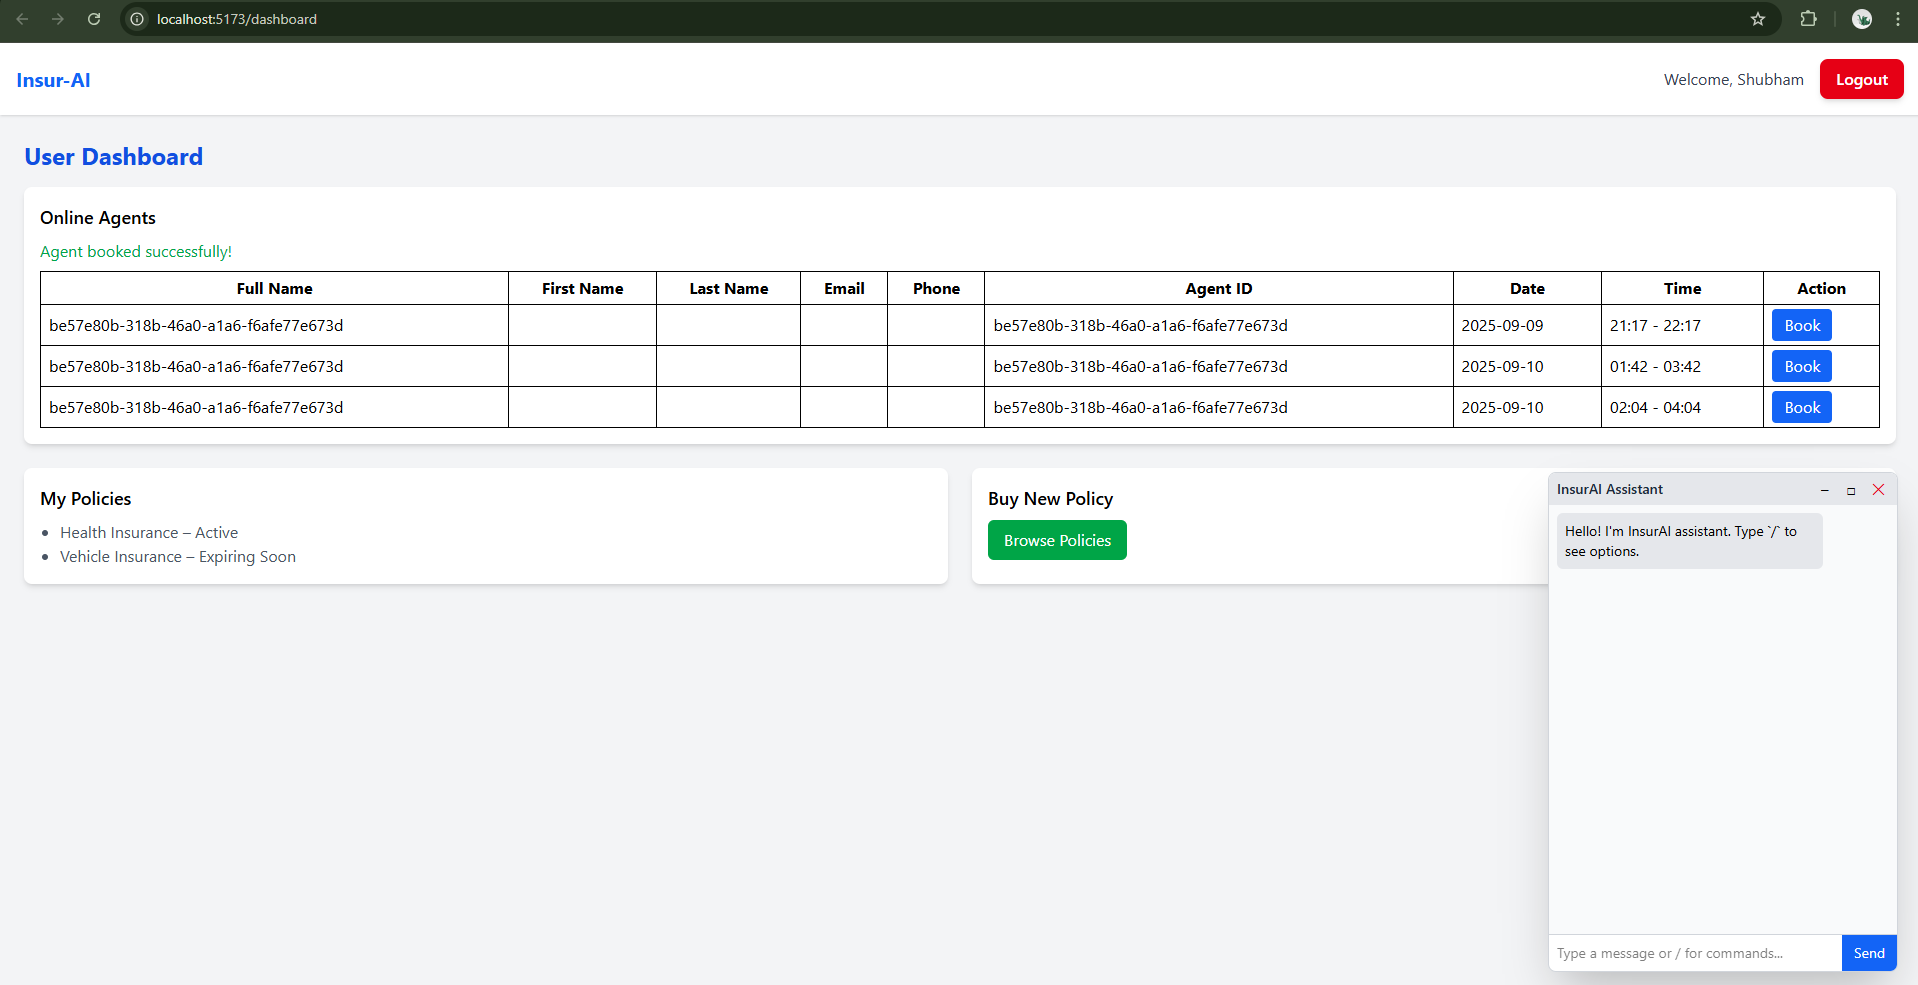 localhost:5173/dashboard
Insur-AI
Welcome, Shubham
Logout
User Dashboard
Online Agents
Agent booked successfully!
Full Name First Name Last Name Email Phone Agent ID Date Time Action
be57e80b-318b-46a0-a1a6-f6afe77e673d be57e80b-318b-46a0-a1a6-f6afe77e673d 2025-09-09 21:17 - 22:17 Book
be57e80b-318b-46a0-a1a6-f6afe77e673d be57e80b-318b-46a0-a1a6-f6afe77e673d 2025-09-10 01:42 - 03:42 Book
be57e80b-318b-46a0-a1a6-f6afe77e673d be57e80b-318b-46a0-a1a6-f6afe77e673d 2025-09-10 02:04 - 04:04 Book
My Policies
• Health Insurance – Active
• Vehicle Insurance – Expiring Soon
Buy New Policy
Browse Policies
InsurAI Assistant
Hello! I'm InsurAI assistant. Type `/` to
see options.
Type a message or / for commands...
Send